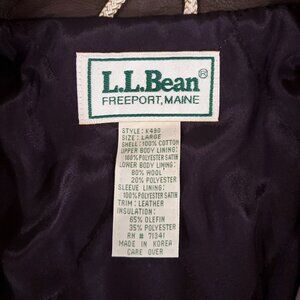 L.L.Bean®
FREEPORT, MAINE
STYLE: K490
SIZE: LARGE
SHELL: 100% COTTON
UPPER BODY LINING:
100% POLYESTER SATIN
LOWER BODY LINING:
80% WOOL
20% POLYESTER
SLEEVE LINING:
100% POLYESTER SATIN
TRIM: LEATHER
INSULATION:
65% OLEFIN
35% POLYESTER
RN # 71341
MADE IN KOREA
CARE OVER